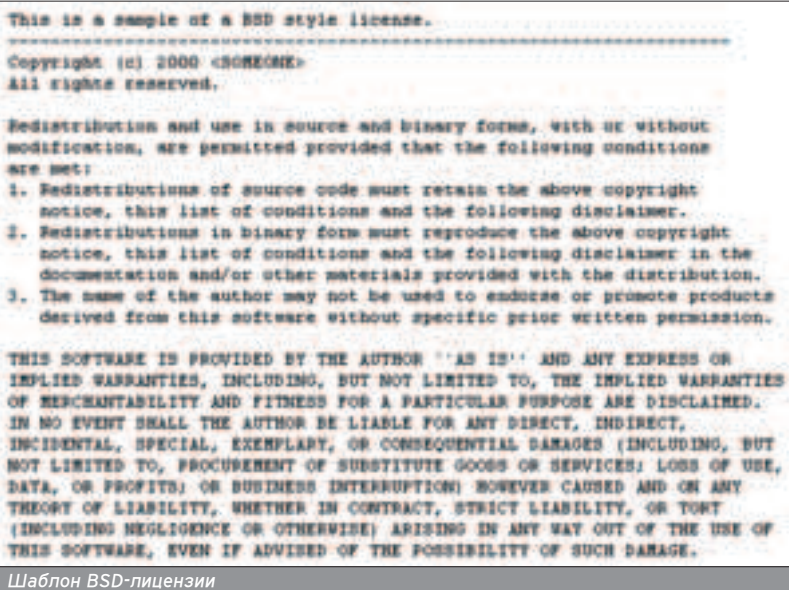 This is a sample of a BSD style license.
Copyright (c) 2000 <SOMEONE>
All rights reserved.
Redistribution and use in source and binary forms, with or without
modification, are permitted provided that the following conditions
are met:
1. Redistributions of source code must retain the above copyright
notice, this list of conditions and the following disclaimer.
2. Redistributions in binary form must reproduce the above copyright
notice, this list of conditions and the following disclaimer in the
documentation and/or other materials provided with the distribution.
3. The name of the author may not be used to endorse or promote products
derived from this software without specific prior written permission.
THIS SOFTWARE IS PROVIDED BY THE AUTHOR ``AS IS'' AND ANY EXPRESS OR
IMPLIED WARRANTIES, INCLUDING, BUT NOT LIMITED TO, THE IMPLIED WARRANTIES
OF MERCHANTABILITY AND FITNESS FOR A PARTICULAR PURPOSE ARE DISCLAIMED.
IN NO EVENT SHALL THE AUTHOR BE LIABLE FOR ANY DIRECT, INDIRECT,
INCIDENTAL, SPECIAL, EXEMPLARY, OR CONSEQUENTIAL DAMAGES (INCLUDING, BUT
NOT LIMITED TO, PROCUREMENT OF SUBSTITUTE GOODS OR SERVICES; LOSS OF USE,
DATA, OR PROFITS; OR BUSINESS INTERRUPTION) HOWEVER CAUSED AND ON ANY
THEORY OF LIABILITY, WHETHER IN CONTRACT, STRICT LIABILITY, OR TORT
(INCLUDING NEGLIGENCE OR OTHERWISE) ARISING IN ANY WAY OUT OF THE USE OF
THIS SOFTWARE, EVEN IF ADVISED OF THE POSSIBILITY OF SUCH DAMAGE.
Шаблон BSD-лицензии